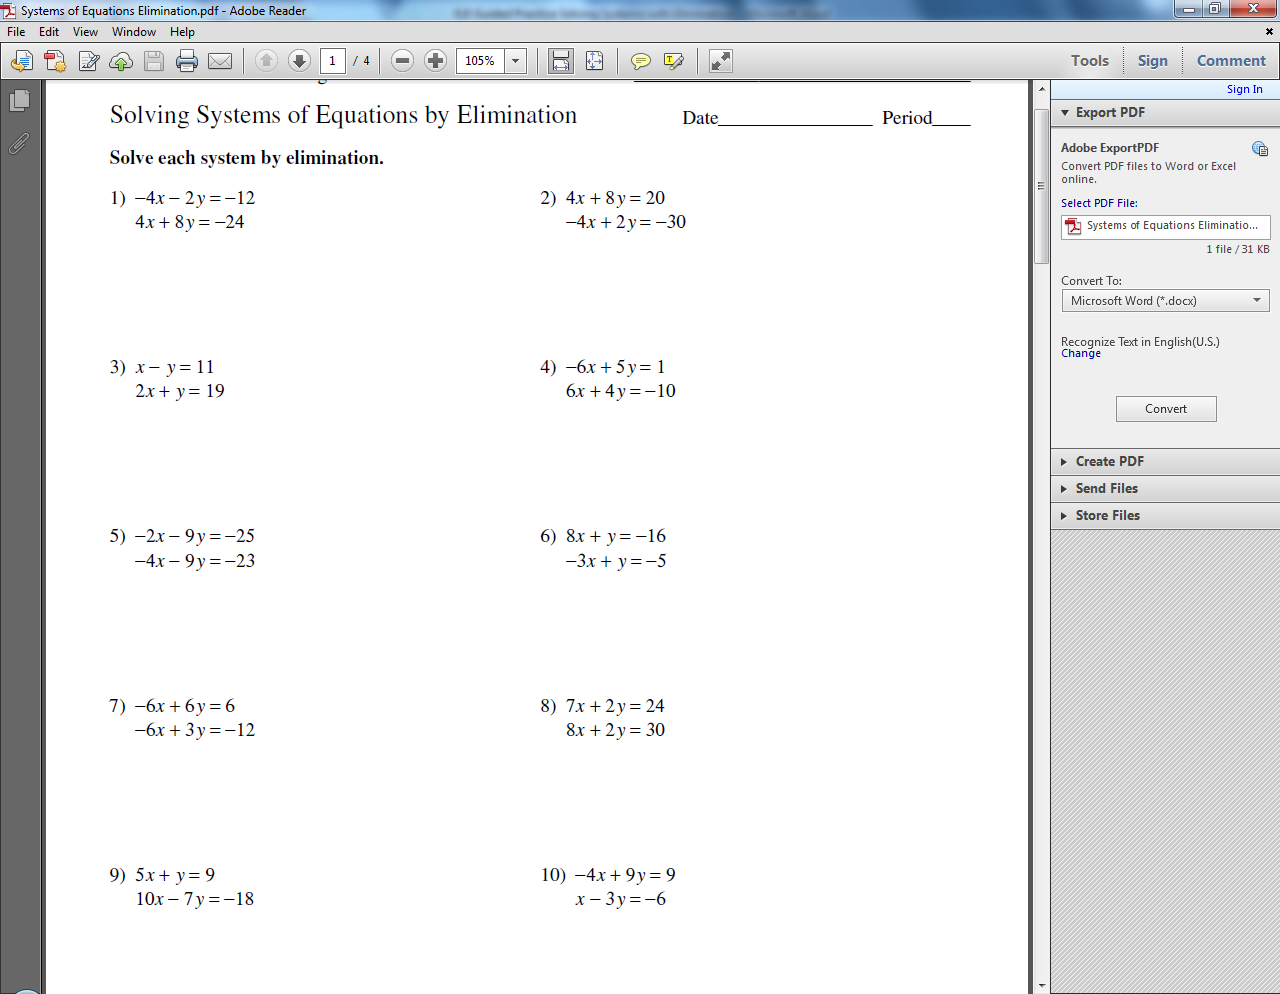 Systems of Equations Elimination.pdf - Adobe Reader
File Edit View Window Help
1 / 4 105% Tools Sign Comment
Sign In
Solving Systems of Equations by Elimination Date________________ Period____
Solve each system by elimination.
1) −4x − 2y = −12
4x + 8y = −24
2) 4x + 8y = 20
−4x + 2y = −30
3) x − y = 11
2x + y = 19
4) −6x + 5y = 1
6x + 4y = −10
5) −2x − 9y = −25
−4x − 9y = −23
6) 8x + y = −16
−3x + y = −5
7) −6x + 6y = 6
−6x + 3y = −12
8) 7x + 2y = 24
8x + 2y = 30
9) 5x + y = 9
10x − 7y = −18
10) −4x + 9y = 9
x − 3y = −6
Export PDF
Adobe ExportPDF
Convert PDF files to Word or Excel
online.
Select PDF File:
Systems of Equations Eliminatio...
1 file / 31 KB
Convert To:
Microsoft Word (*.docx)
Recognize Text in English(U.S.)
Change
Convert
Create PDF
Send Files
Store Files